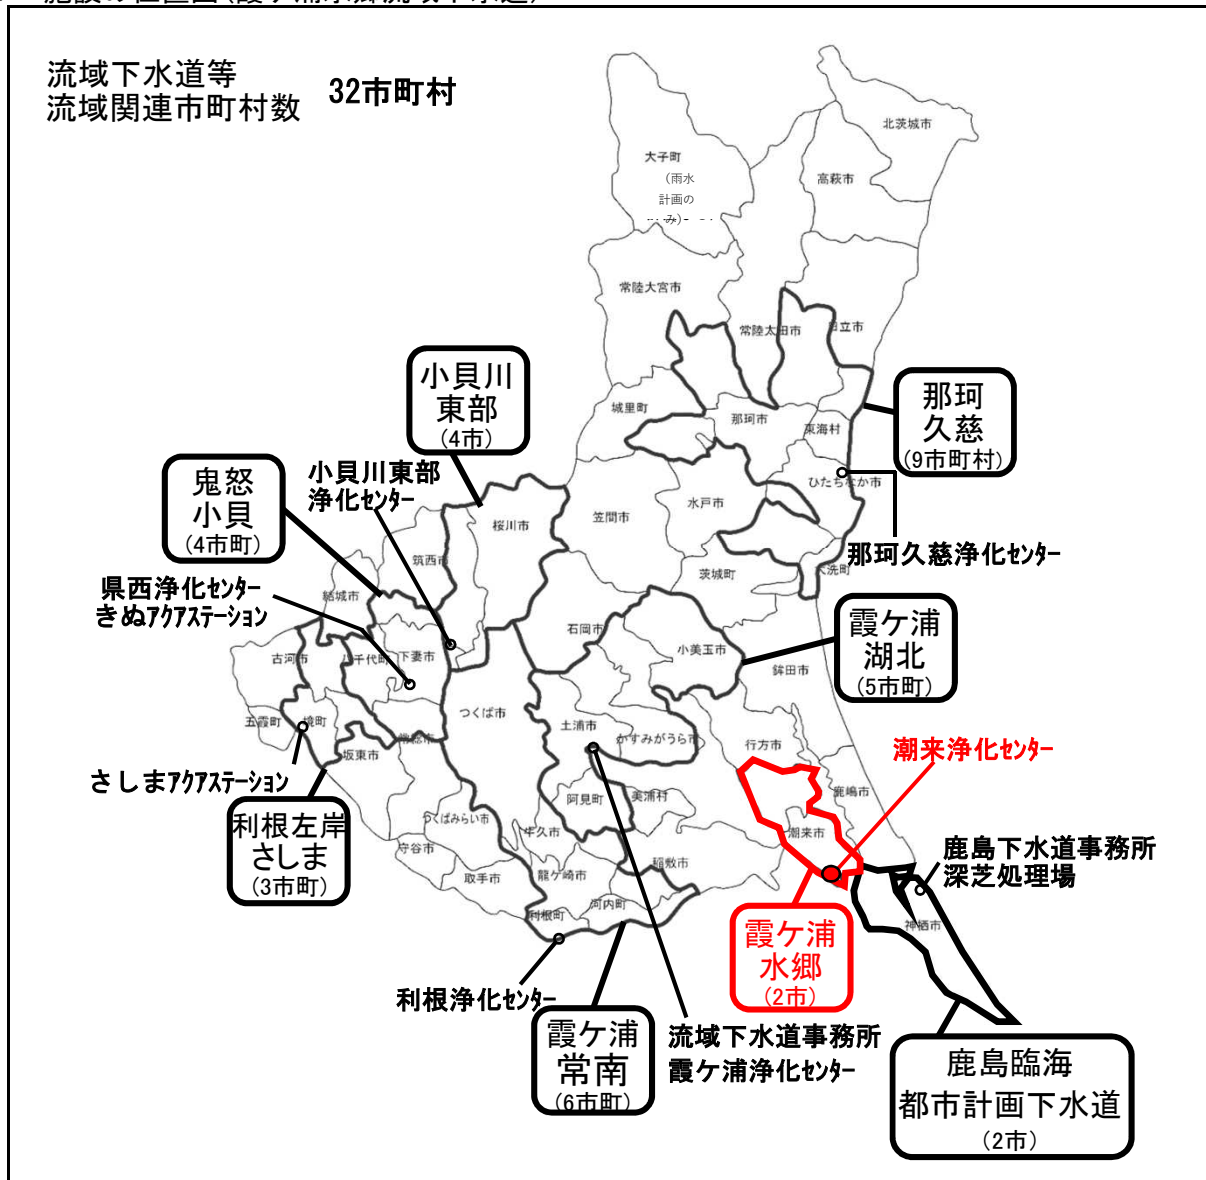 流域下水道等
流域関連市町村数
32市町村
北茨城市
大子町
(雨水
計画の
み)
高萩市
常陸大宮市
常陸太田市
日立市
小貝川
東部
(4市)
城里町
那珂市
東海村
那珂
久慈
(9市町村)
鬼怒
小貝
(4市町)
小貝川東部
浄化ｾﾝﾀｰ
ひたちなか市
水戸市
笠間市
桜川市
那珂久慈浄化ｾﾝﾀｰ
筑西市
茨城町
大洗町
県西浄化ｾﾝﾀｰ
きぬｱｸｱｽﾃｰｼｮﾝ
結城市
石岡市
小美玉市
霞ケ浦
湖北
(5市町)
古河市
八千代町
下妻市
鉾田市
五霞町
境町
つくば市
土浦市
かすみがうら市
行方市
潮来浄化ｾﾝﾀｰ
坂東市
常総市
さしまｱｸｱｽﾃｰｼｮﾝ
阿見町
美浦村
鹿嶋市
利根左岸
さしま
(3市町)
つくばみらい市
牛久市
潮来市
守谷市
取手市
龍ケ崎市
稲敷市
鹿島下水道事務所
深芝処理場
利根町
河内町
神栖市
霞ケ浦
水郷
(2市)
利根浄化ｾﾝﾀｰ
霞ケ浦
常南
(6市町)
流域下水道事務所
霞ケ浦浄化ｾﾝﾀｰ
鹿島臨海
都市計画下水道
(2市)